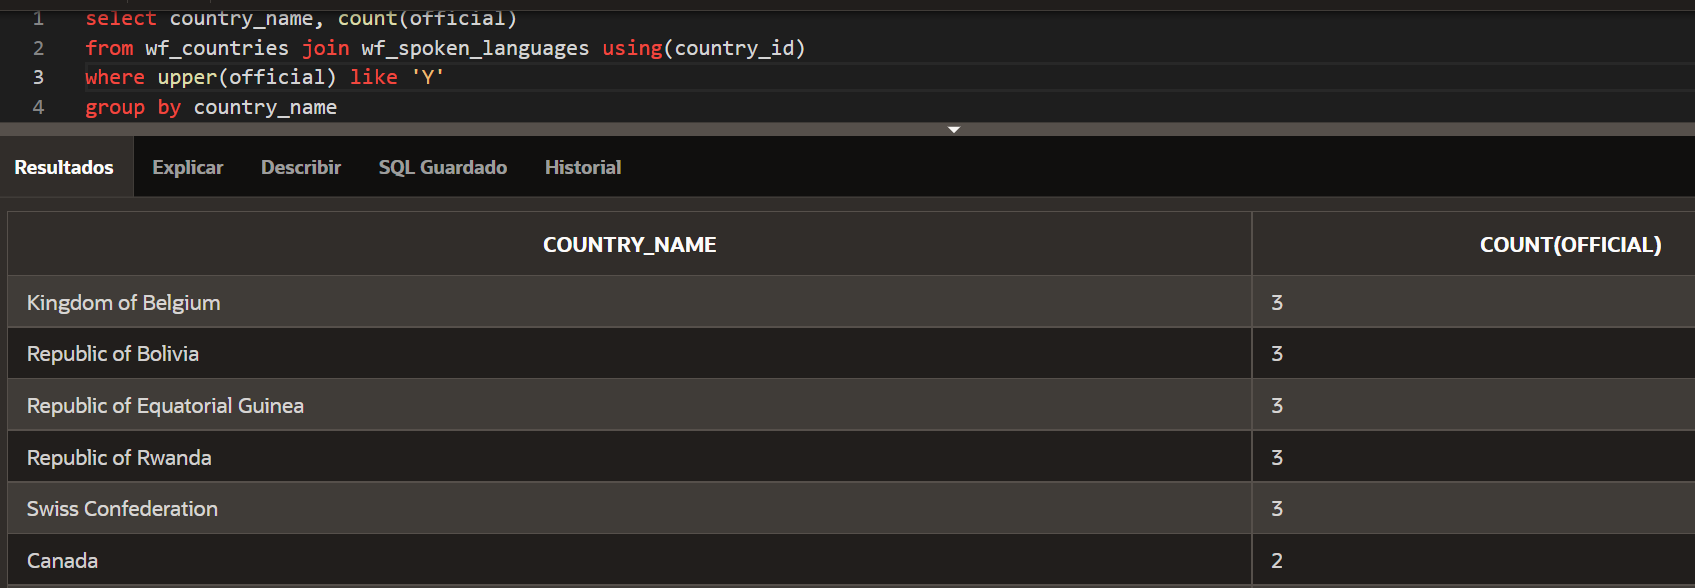 1 select country_name, count(official)
2 from wf_countries join wf_spoken_languages using(country_id)
3 where upper(official) like 'Y'
4 group by country_name
Resultados Explicar Describir SQL Guardado Historial
COUNTRY_NAME COUNT(OFFICIAL)
Kingdom of Belgium 3
Republic of Bolivia 3
Republic of Equatorial Guinea 3
Republic of Rwanda 3
Swiss Confederation 3
Canada 2